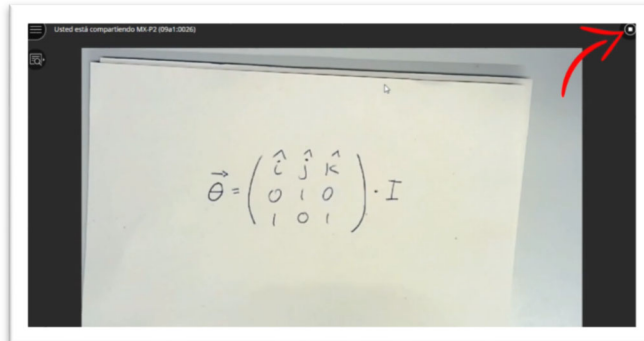 Usted está compartiendo MX-P2 (09a1:0026)
î ĵ k̂
θ⃗ = ( 0 1 0 ) · I
1 0 1